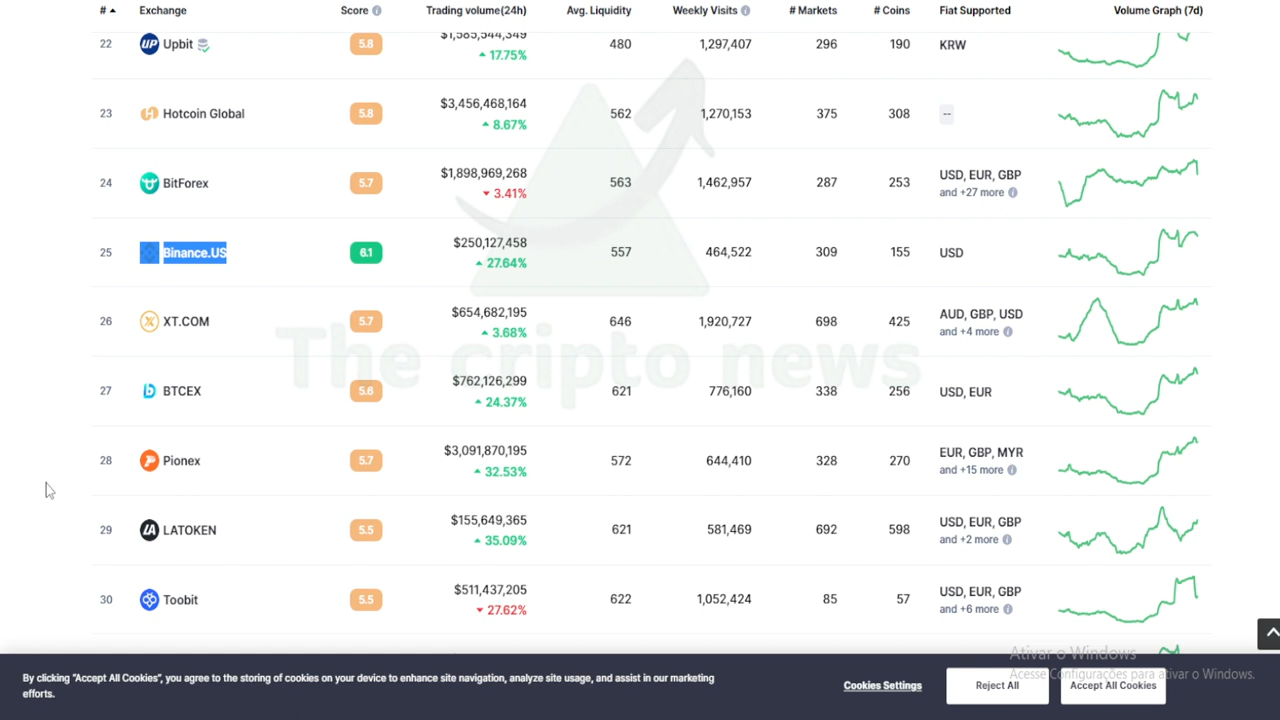 # Exchange Score Trading volume(24h) Avg. Liquidity Weekly Visits # Markets # Coins Fiat Supported Volume Graph (7d)
22 Upbit 5.8 $1,585,544,349 480 1,297,407 296 190 KRW
17.75%
23 Hotcoin Global 5.8 $3,456,468,164 562 1,270,153 375 308 --
8.67%
24 BitForex 5.7 $1,898,969,268 563 1,462,957 287 253 USD, EUR, GBP
3.41% and +27 more
25 Binance.US 6.1 $250,127,458 557 464,522 309 155 USD
27.64%
26 XT.COM 5.7 $654,682,195 646 1,920,727 698 425 AUD, GBP, USD
3.68% and +4 more
The cripto news
27 BTCEX 5.6 $762,126,299 621 776,160 338 256 USD, EUR
24.37%
28 Pionex 5.7 $3,091,870,195 572 644,410 328 270 EUR, GBP, MYR
32.53% and +15 more
29 LATOKEN 5.5 $155,649,365 621 581,469 692 598 USD, EUR, GBP
35.09% and +2 more
30 Toobit 5.5 $511,437,205 622 1,052,424 85 57 USD, EUR, GBP
27.62% and +6 more
By clicking “Accept All Cookies”, you agree to the storing of cookies on your device to enhance site navigation, analyze site usage, and assist in our marketing
efforts.
Cookies Settings
Reject All
Accept All Cookies
Ativar o Windows
Acesse Configurações para ativar o Windows.